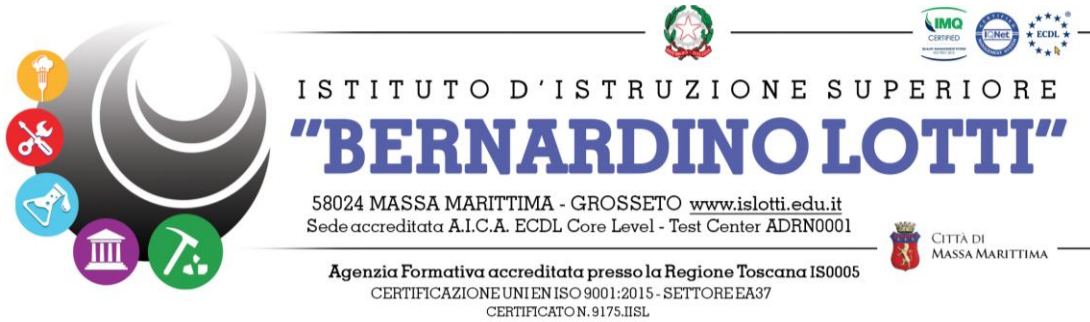 IMQ
CERTIFIED
IQNet
ECDL
ISTITUTO D'ISTRUZIONE SUPERIORE
"BERNARDINO LOTTI"
58024 MASSA MARITTIMA - GROSSETO www.islotti.edu.it
Sede accreditata A.I.C.A. ECDL Core Level - Test Center ADRN0001
CITTÀ DI
MASSA MARITTIMA
Agenzia Formativa accreditata presso la Regione Toscana IS0005
CERTIFICAZIONE UNI EN ISO 9001:2015 - SETTORE EA37
CERTIFICATO N. 9175.IISL